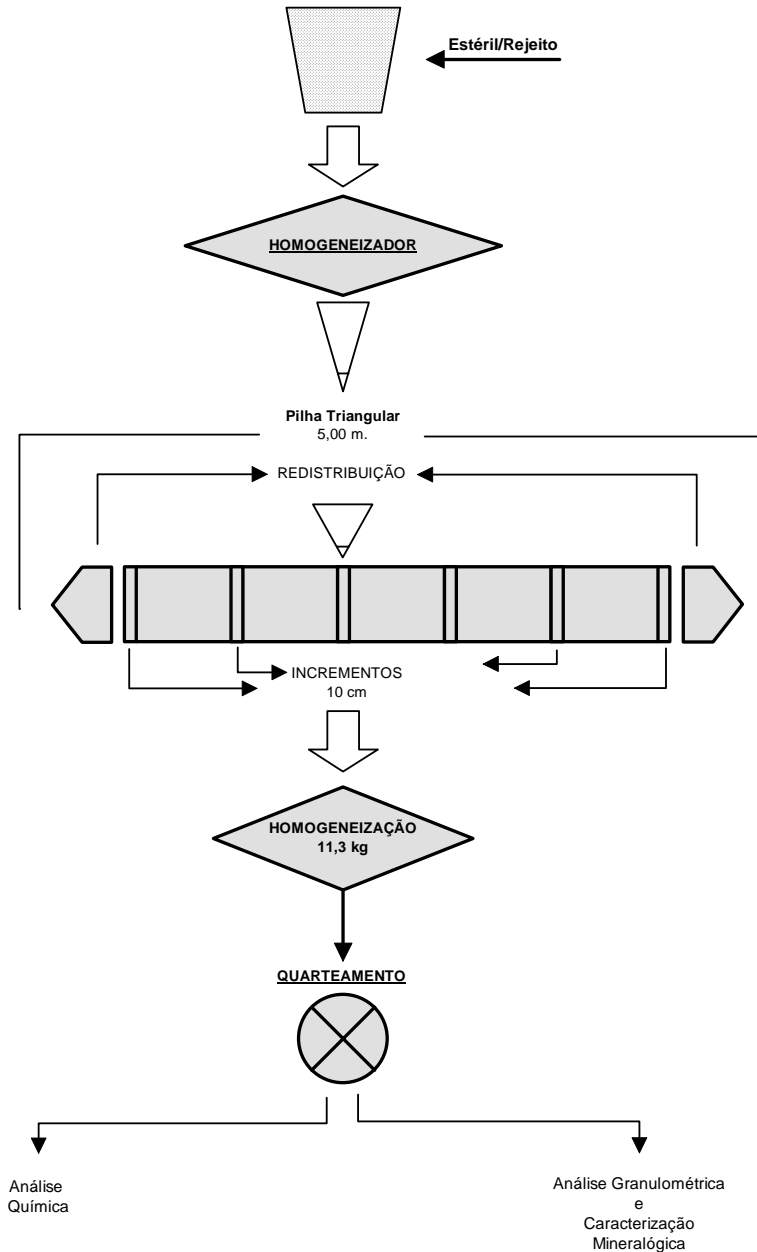 Estéril/Rejeito
HOMOGENEIZADOR
Pilha Triangular
5,00 m.
REDISTRIBUIÇÃO
INCREMENTOS
10 cm
HOMOGENEIZAÇÃO
11,3 kg
QUARTEAMENTO
Análise
Química
Análise Granulométrica
e
Caracterização
Mineralógica